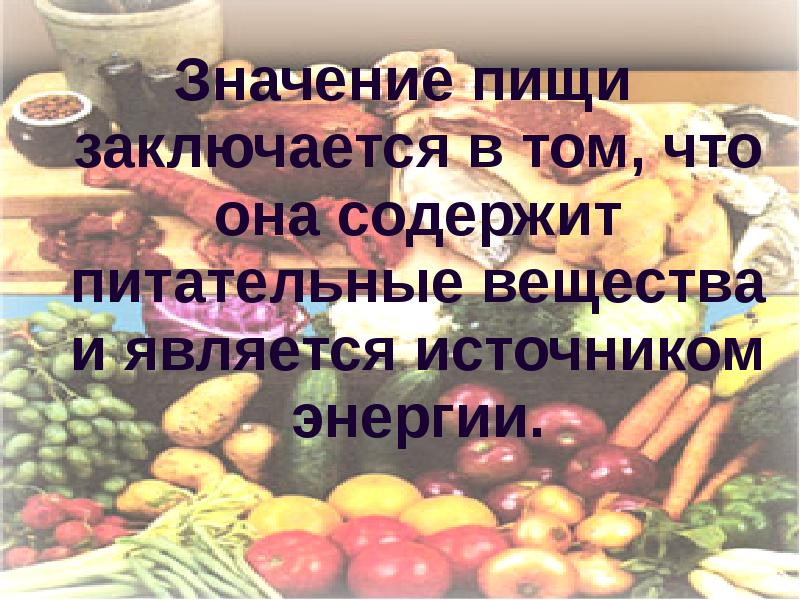 Значение пищи
заключается в том, что
она содержит
питательные вещества
и является источником
энергии.